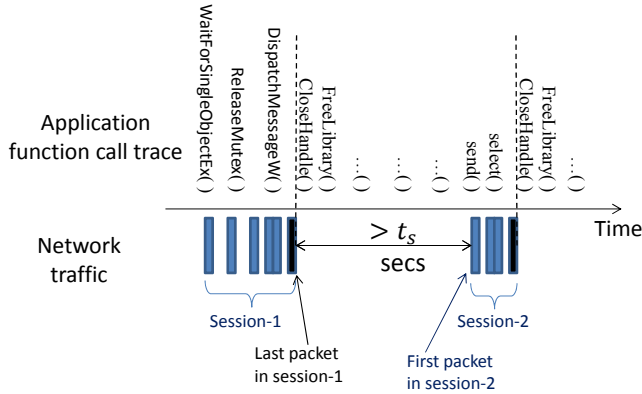 WaitForSingleObjectEx()
ReleaseMutex()
DispatchMessageW()
CloseHandle()
FreeLibrary()
…()
…()
…()
send()
select()
CloseHandle()
FreeLibrary()
…()
Application
function call trace
Time
Network
traffic
> tₛ
secs
Session-1
Session-2
Last packet
in session-1
First packet
in session-2